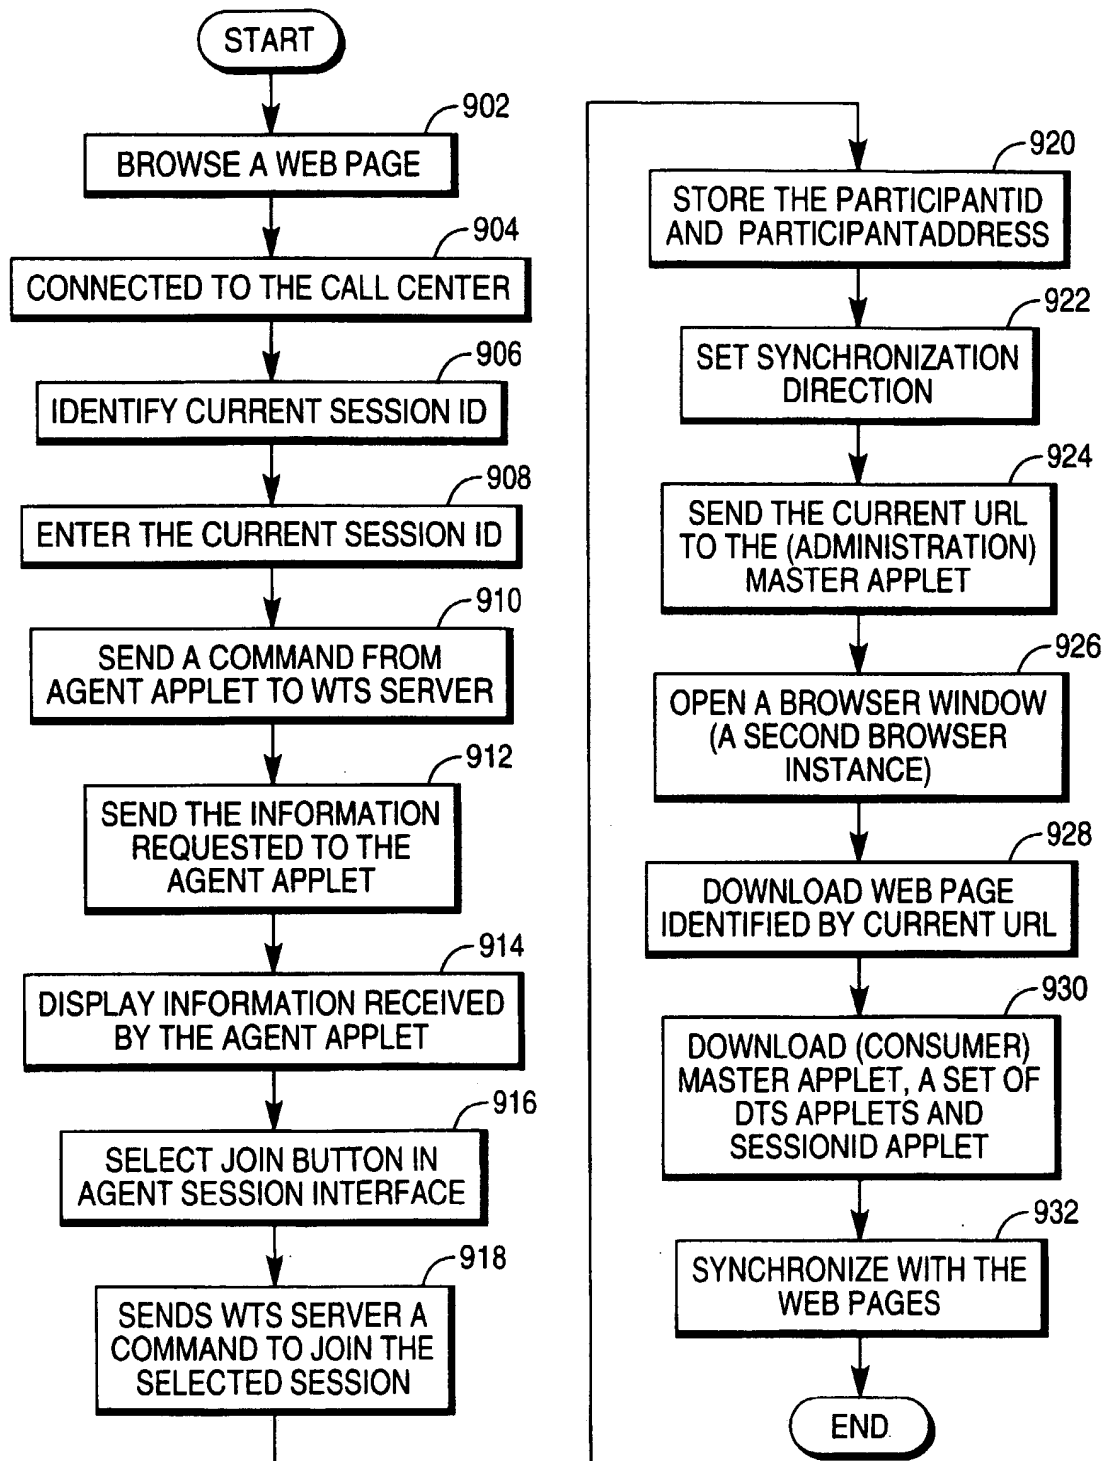 START
902
BROWSE A WEB PAGE
904
CONNECTED TO THE CALL CENTER
906
IDENTIFY CURRENT SESSION ID
908
ENTER THE CURRENT SESSION ID
910
SEND A COMMAND FROM
AGENT APPLET TO WTS SERVER
912
SEND THE INFORMATION
REQUESTED TO THE
AGENT APPLET
914
DISPLAY INFORMATION RECEIVED
BY THE AGENT APPLET
916
SELECT JOIN BUTTON IN
AGENT SESSION INTERFACE
918
SENDS WTS SERVER A
COMMAND TO JOIN THE
SELECTED SESSION
920
STORE THE PARTICIPANTID
AND PARTICIPANTADDRESS
922
SET SYNCHRONIZATION
DIRECTION
924
SEND THE CURRENT URL
TO THE (ADMINISTRATION)
MASTER APPLET
926
OPEN A BROWSER WINDOW
(A SECOND BROWSER
INSTANCE)
928
DOWNLOAD WEB PAGE
IDENTIFIED BY CURRENT URL
930
DOWNLOAD (CONSUMER)
MASTER APPLET, A SET OF
DTS APPLETS AND
SESSIONID APPLET
932
SYNCHRONIZE WITH THE
WEB PAGES
END